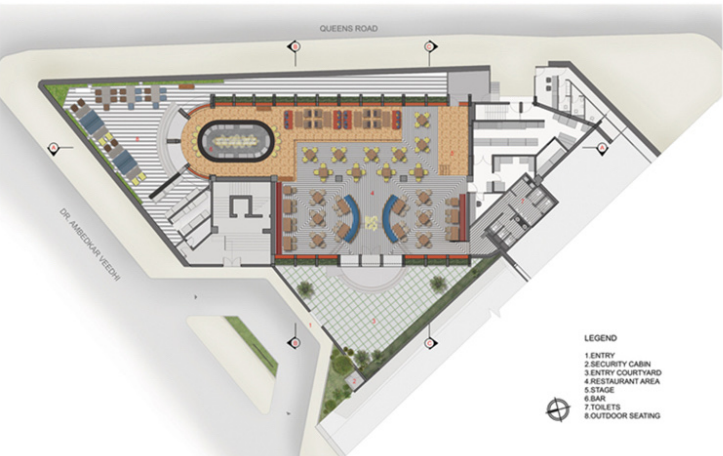 QUEENS ROAD
DR. AMBEDKAR VEEDHI
LEGEND
1.ENTRY
2.SECURITY CABIN
3.ENTRY COURTYARD
4.RESTAURANT AREA
5.STAGE
6.BAR
7.TOILETS
8.OUTDOOR SEATING